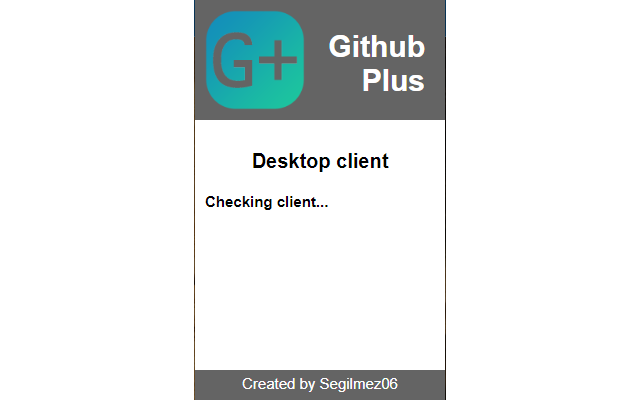 G+
Github
Plus
Desktop client
Checking client...
Created by Segilmez06